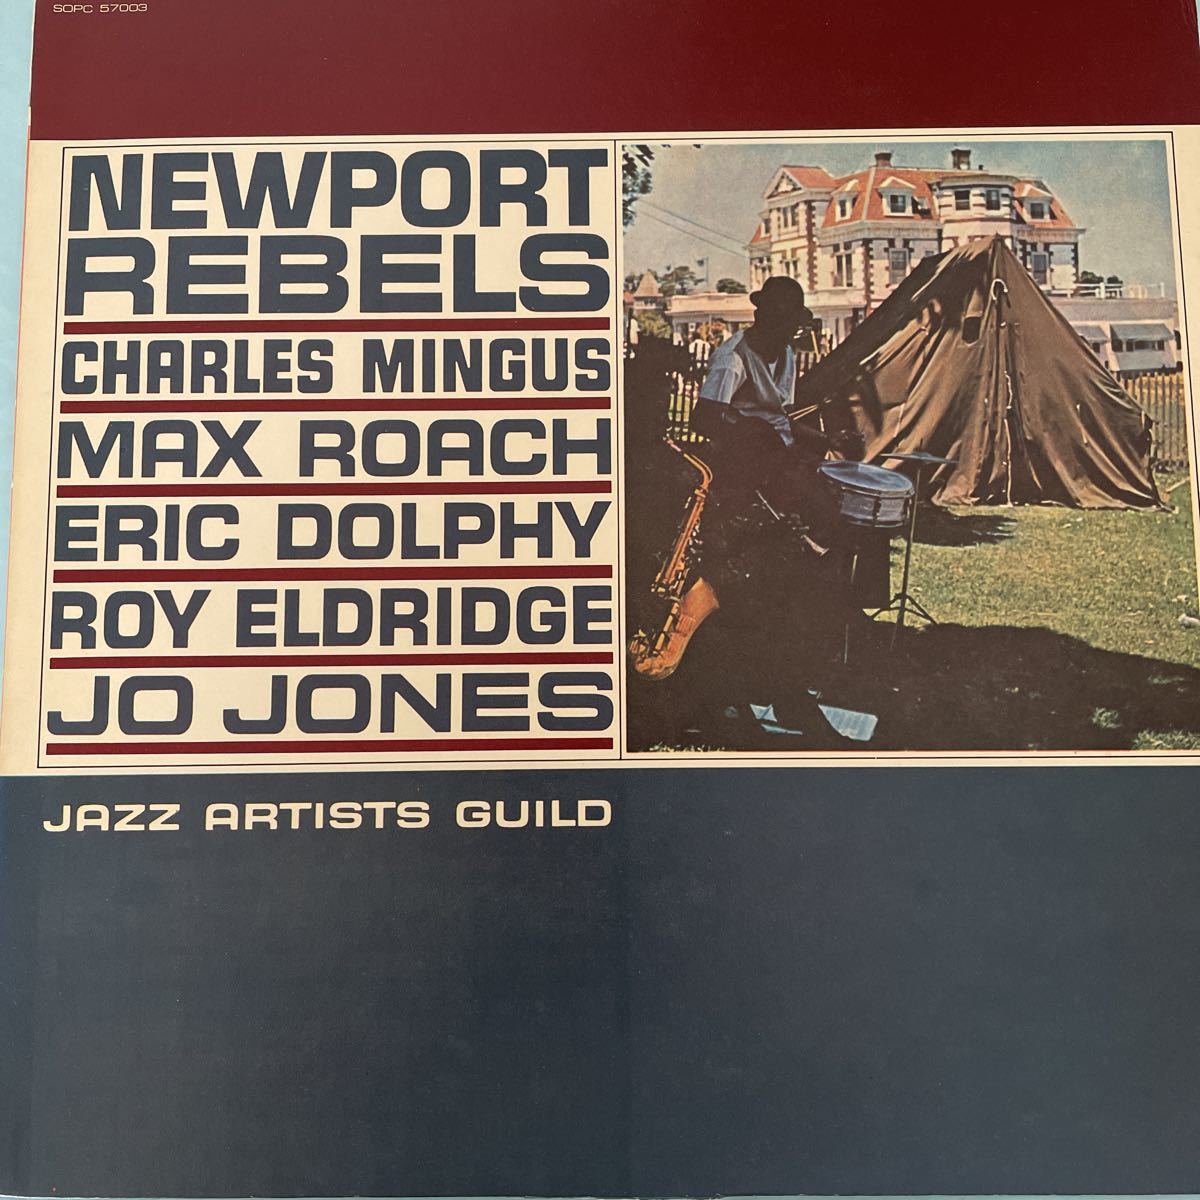 SOPC 57003
NEWPORT
REBELS
CHARLES MINGUS
MAX ROACH
ERIC DOLPHY
ROY ELDRIDGE
JO JONES
JAZZ ARTISTS GUILD